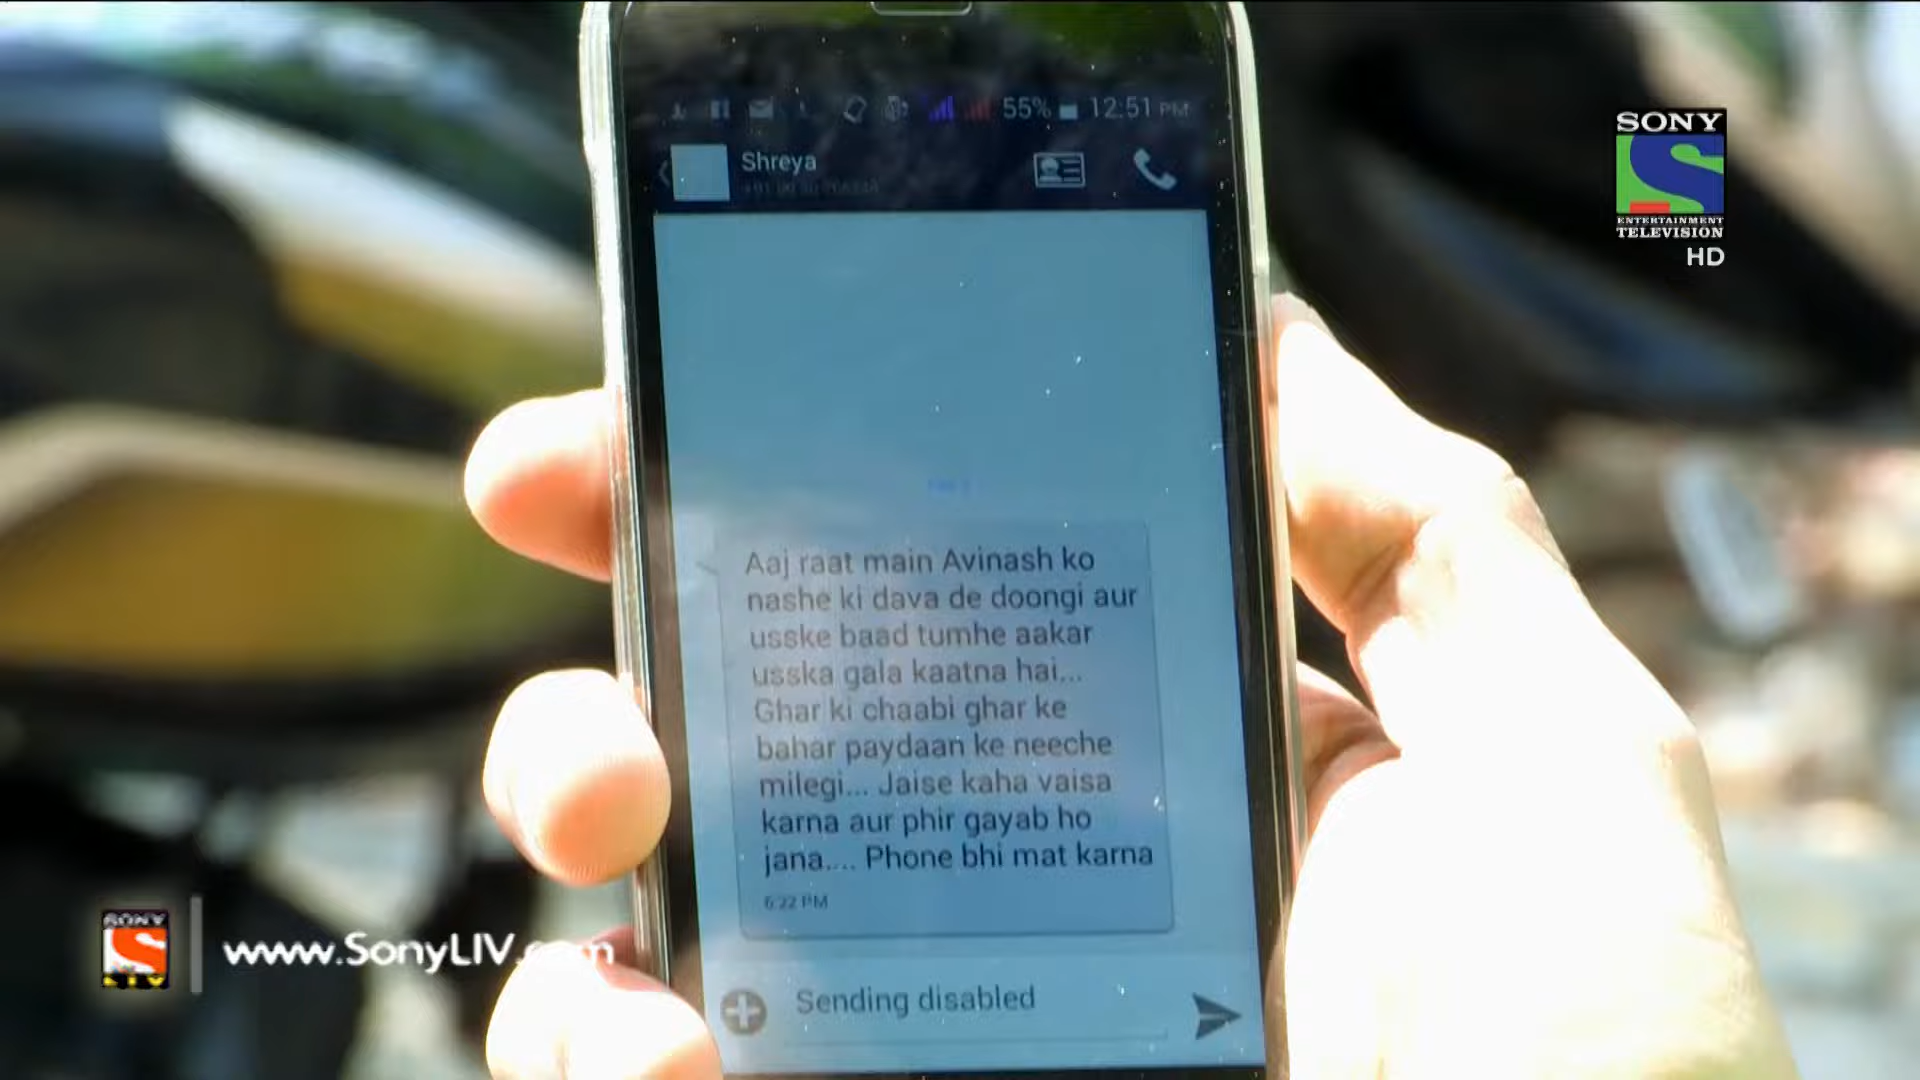 55% 12:51 PM
Shreya
Aaj raat main Avinash ko
nashe ki dava de doongi aur
usske baad tumhe aakar
usska gala kaatna hai...
Ghar ki chaabi ghar ke
bahar paydaan ke neeche
milegi... Jaise kaha vaisa
karna aur phir gayab ho
jana.... Phone bhi mat karna
6:22 PM
Sending disabled
SONY
ENTERTAINMENT
TELEVISION
HD
SONY
LIV
www.SonyLIV.com